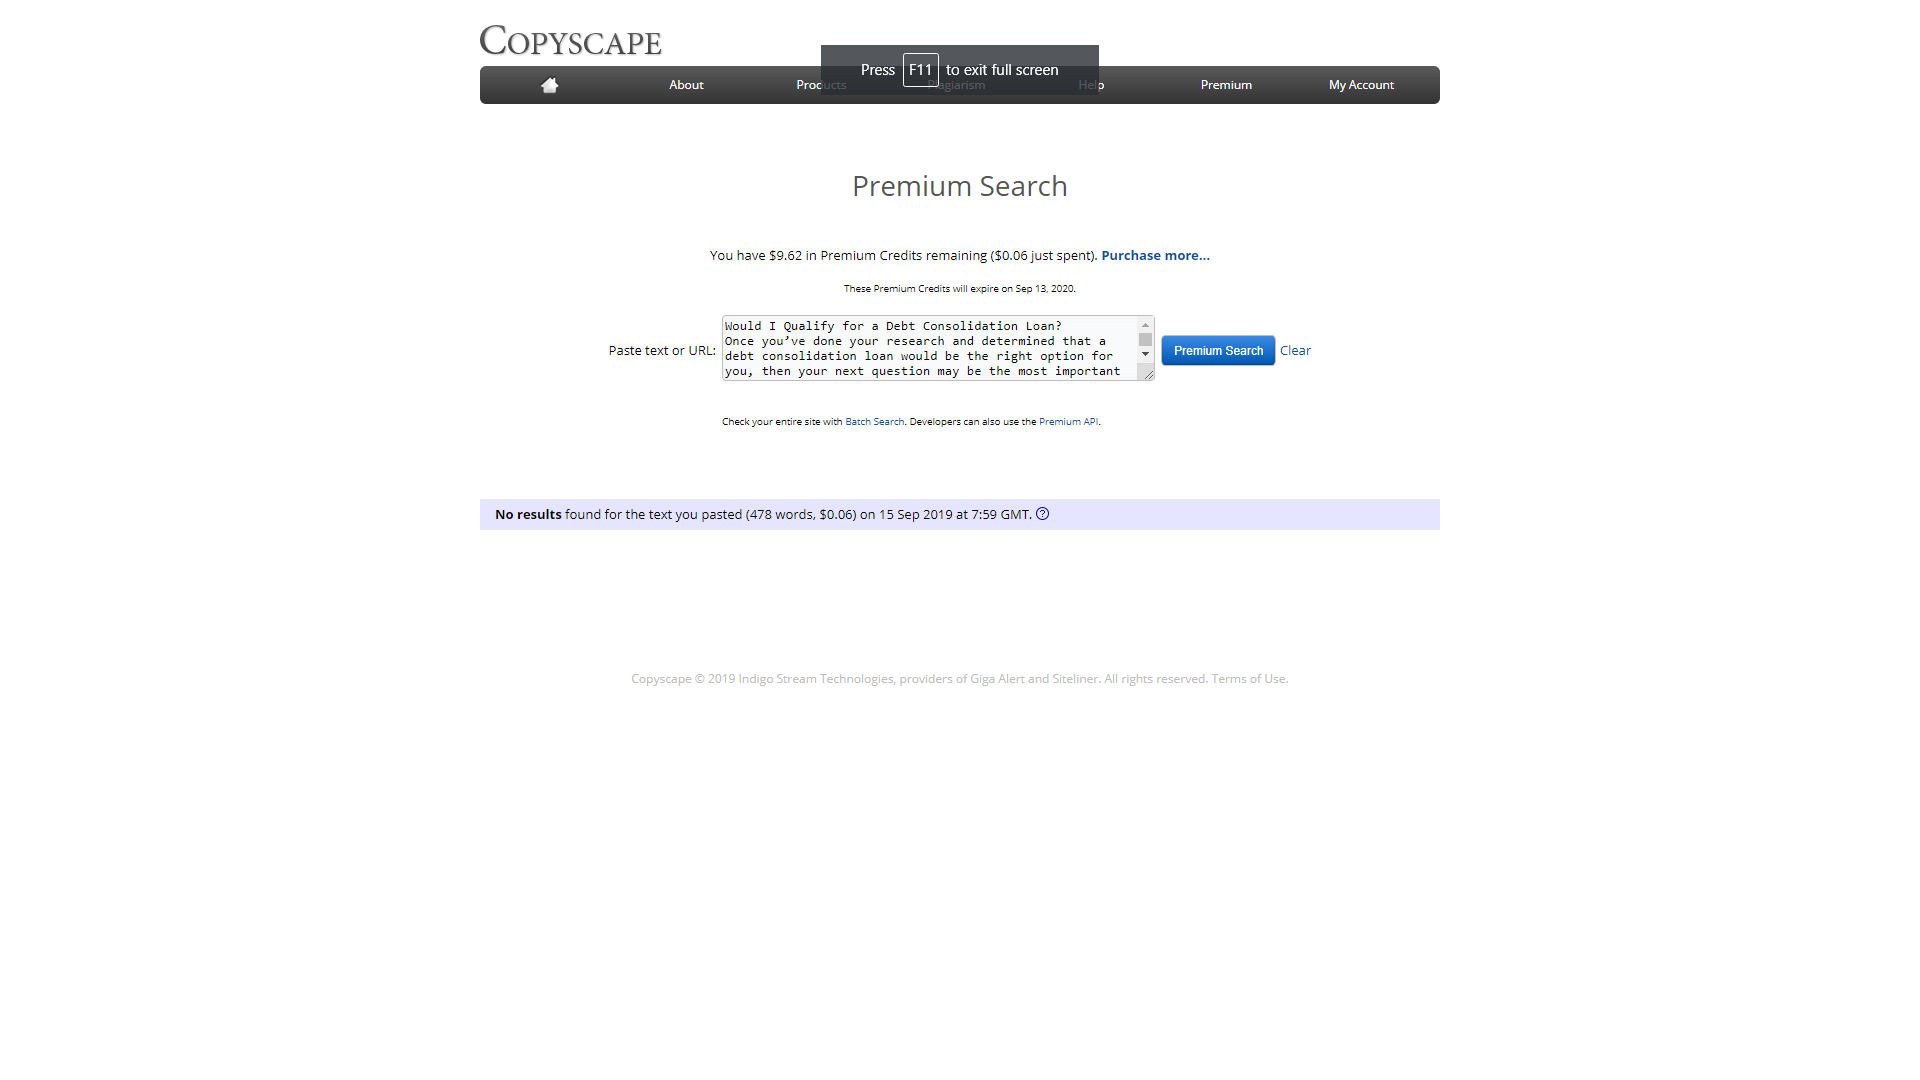 COPYSCAPE
Press F11 to exit full screen
About Products Plagiarism Help Premium My Account
Premium Search
You have $9.62 in Premium Credits remaining ($0.06 just spent). Purchase more...
These Premium Credits will expire on Sep 13, 2020.
Paste text or URL:
Would I Qualify for a Debt Consolidation Loan?
Once you’ve done your research and determined that a
debt consolidation loan would be the right option for
you, then your next question may be the most important
Premium Search Clear
Check your entire site with Batch Search. Developers can also use the Premium API.
No results found for the text you pasted (478 words, $0.06) on 15 Sep 2019 at 7:59 GMT. ?
Copyscape © 2019 Indigo Stream Technologies, providers of Giga Alert and Siteliner. All rights reserved. Terms of Use.